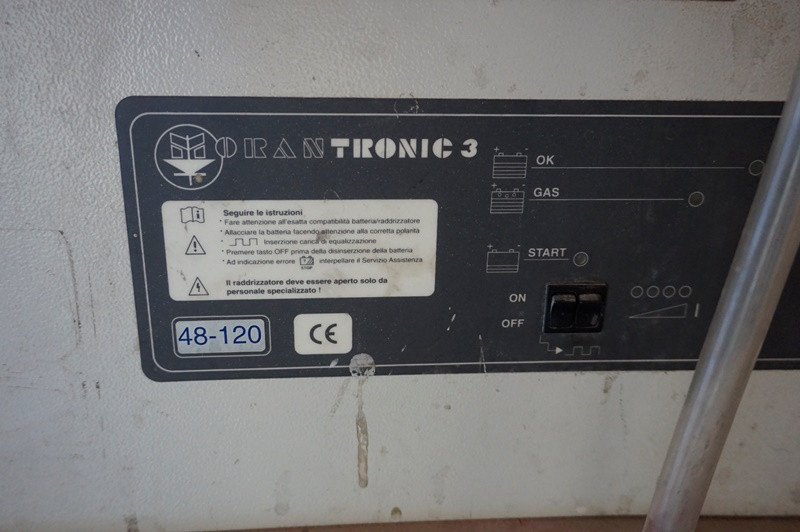 ORANTRONIC 3
OK
GAS
START
ON
OFF
Seguire le istruzioni
* Fare attenzione all'esatta compatibilità batteria/raddrizzatore
* Allacciare la batteria facendo attenzione alla corretta polarità
* Inserzione carica di equalizzazione
* Premere tasto OFF prima della disinserzione della batteria
* Ad indicazione errore STOP interpellare il Servizio Assistenza
Il raddrizzatore deve essere aperto solo da
personale specializzato !
48-120
CE